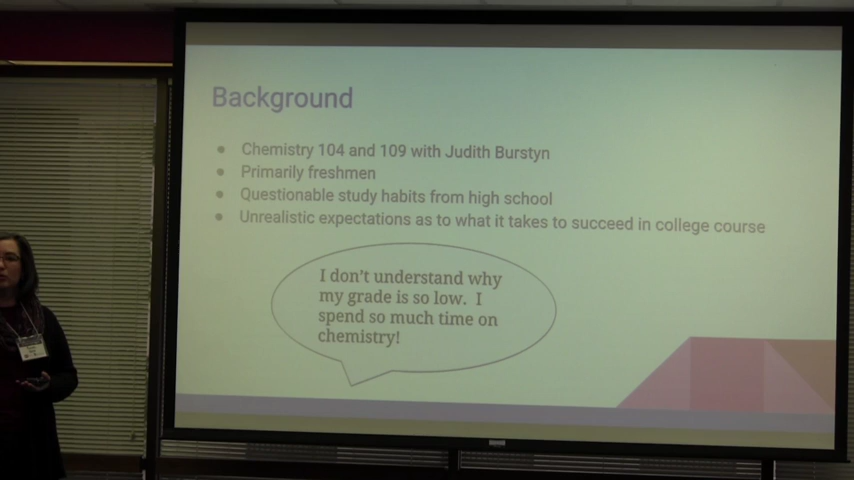 Background
Chemistry 104 and 109 with Judith Burstyn
Primarily freshmen
Questionable study habits from high school
Unrealistic expectations as to what it takes to succeed in college course
I don't understand why
my grade is so low. I
spend so much time on
chemistry!